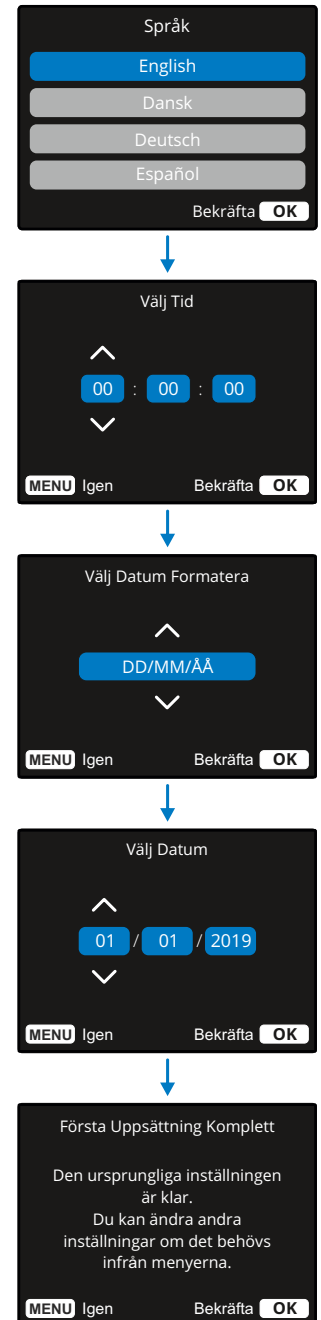 Språk
English
Dansk
Deutsch
Español
Bekräfta OK
Välj Tid
00 : 00 : 00
MENU Igen Bekräfta OK
Välj Datum Formatera
DD/MM/ÅÅ
MENU Igen Bekräfta OK
Välj Datum
01 / 01 / 2019
MENU Igen Bekräfta OK
Första Uppsättning Komplett
Den ursprungliga inställningen
är klar.
Du kan ändra andra
inställningar om det behövs
infrån menyerna.
MENU Igen Bekräfta OK